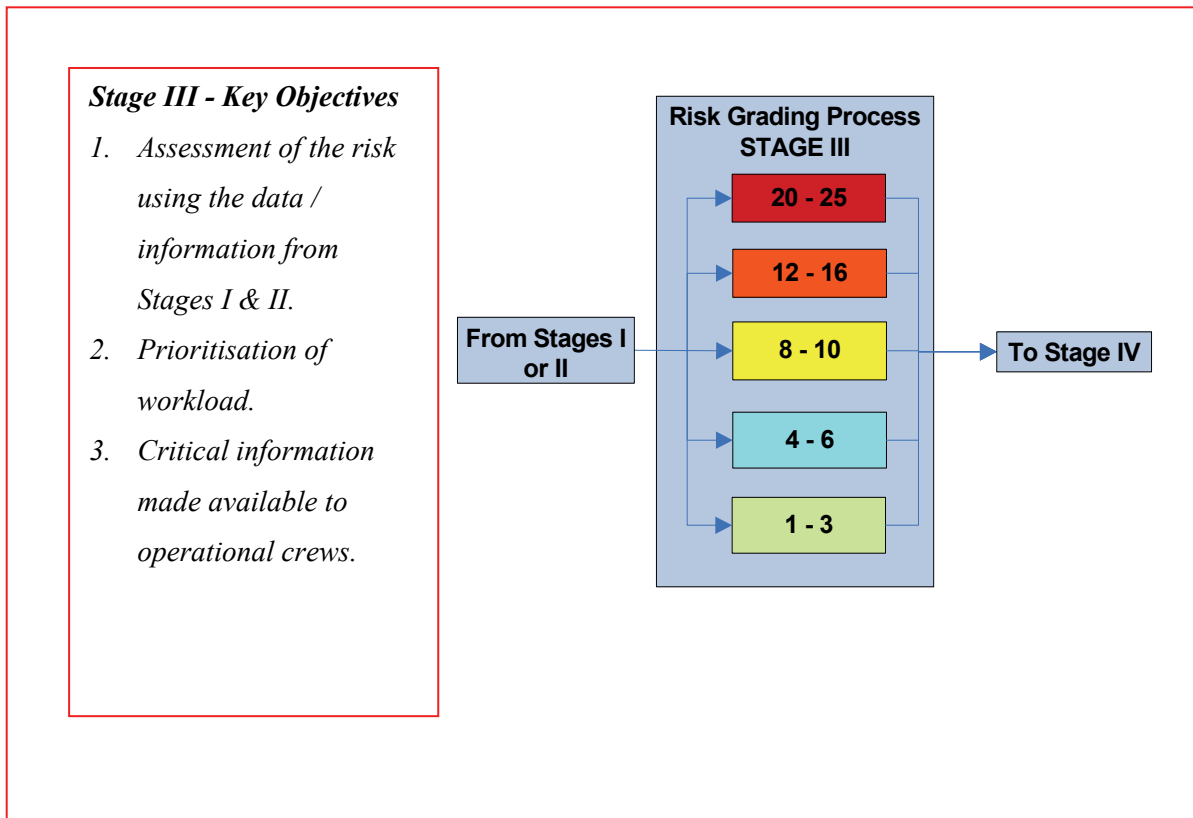 Stage III - Key Objectives
1. Assessment of the risk
using the data /
information from
Stages I & II.
2. Prioritisation of
workload.
3. Critical information
made available to
operational crews.
From Stages I
or II
Risk Grading Process
STAGE III
20 - 25
12 - 16
8 - 10
4 - 6
1 - 3
To Stage IV